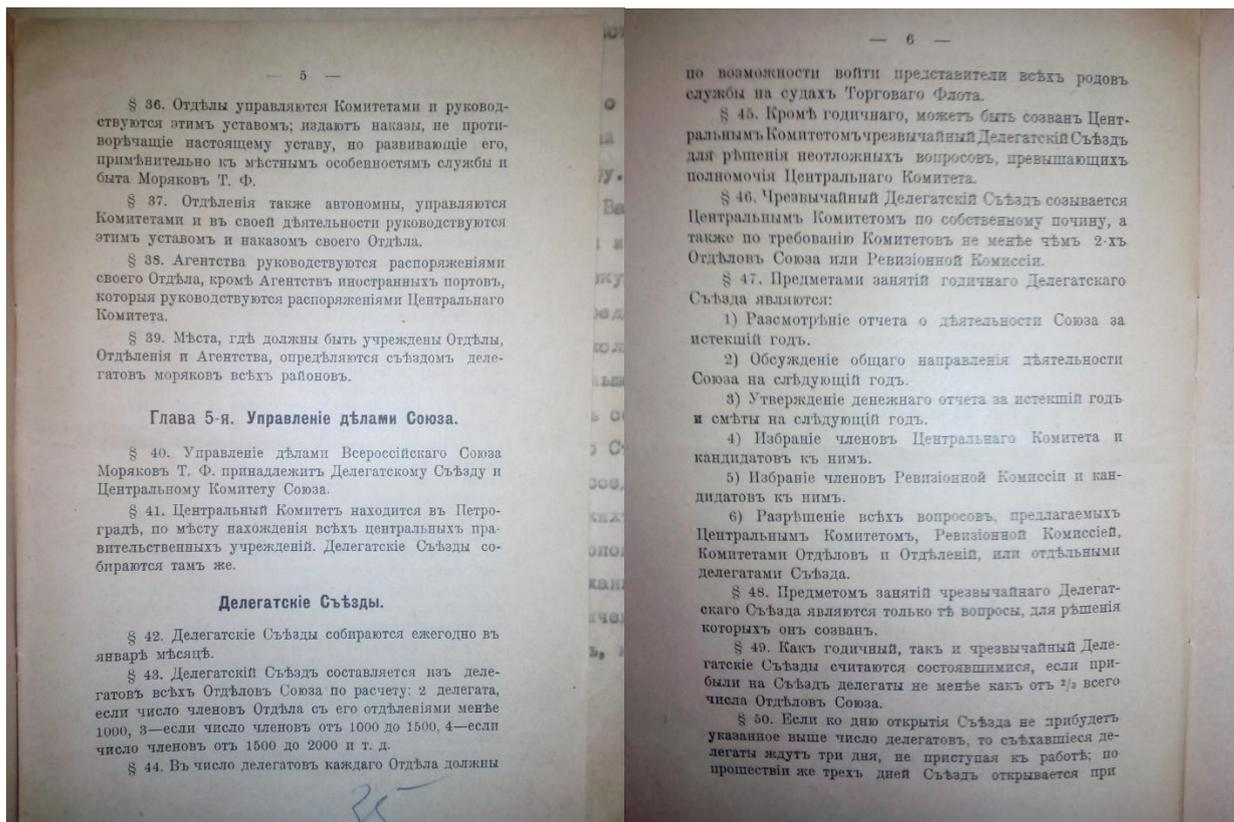 — 5 —
§ 36. Отдѣлы управляются Комитетами и руковод-
ствуются этимъ уставомъ; издаютъ наказы, не проти-
ворѣчащіе настоящему уставу, но развивающіе его,
примѣнительно къ мѣстнымъ особенностямъ службы и
быта Моряковъ Т. Ф.
§ 37. Отдѣленія также автономны, управляются
Комитетами и въ своей дѣятельности руководствуются
этимъ уставомъ и наказомъ своего Отдѣла.
§ 38. Агентства руководствуются распоряженіями
своего Отдѣла, кромѣ Агентствъ иностранныхъ портовъ,
которыя руководствуются распоряженіями Центральнаго
Комитета.
§ 39. Мѣста, гдѣ должны быть учреждены Отдѣлы,
Отдѣленія и Агентства, опредѣляются съѣздомъ деле-
гатовъ моряковъ всѣхъ районовъ.
Глава 5-я. Управленіе дѣлами Союза.
§ 40. Управленіе дѣлами Всероссійскаго Союза
Моряковъ Т. Ф. принадлежитъ Делегатскому Съѣзду и
Центральному Комитету Союза.
§ 41. Центральный Комитетъ находится въ Петро-
градѣ, по мѣсту нахожденія всѣхъ центральныхъ пра-
вительственныхъ учрежденій. Делегатскіе Съѣзды со-
бираются тамъ же.
Делегатскіе Съѣзды.
§ 42. Делегатскіе Съѣзды собираются ежегодно въ
январѣ мѣсяцѣ.
§ 43. Делегатскій Съѣздъ составляется изъ деле-
гатовъ всѣхъ Отдѣловъ Союза по расчету: 2 делегата,
если число членовъ Отдѣла съ его отдѣленіями менѣе
1000, 3—если число членовъ отъ 1000 до 1500, 4—если
число членовъ отъ 1500 до 2000 и т. д.
§ 44. Въ число делегатовъ каждаго Отдѣла должны
25
— 6 —
по возможности войти представители всѣхъ родовъ
службы на судахъ Торговаго Флота.
§ 45. Кромѣ годичнаго, можетъ быть созванъ Цент-
ральнымъ Комитетомъ чрезвычайный Делегатскій Съѣздъ
для рѣшенія неотложныхъ вопросовъ, превышающихъ
полномочія Центральнаго Комитета.
§ 46. Чрезвычайный Делегатскій Съѣздъ созывается
Центральнымъ Комитетомъ по собственному почину, а
также по требованію Комитетовъ не менѣе чѣмъ 2-хъ
Отдѣловъ Союза или Ревизіонной Комиссіи.
§ 47. Предметами занятій годичнаго Делегатскаго
Съѣзда являются:
1) Разсмотрѣніе отчета о дѣятельности Союза за
истекшій годъ.
2) Обсужденіе общаго направленія дѣятельности
Союза на слѣдующій годъ.
3) Утвержденіе денежнаго отчета за истекшій годъ
и смѣты на слѣдующій годъ.
4) Избраніе членовъ Центральнаго Комитета и
кандидатовъ къ нимъ.
5) Избраніе членовъ Ревизіонной Комиссіи и кан-
дидатовъ къ нимъ.
6) Разрѣшеніе всѣхъ вопросовъ, предлагаемыхъ
Центральнымъ Комитетомъ, Ревизіонной Комиссіей,
Комитетами Отдѣловъ и Отдѣленій, или отдѣльными
делегатами Съѣзда.
§ 48. Предметомъ занятій чрезвычайнаго Делегат-
скаго Съѣзда являются только тѣ вопросы, для рѣшенія
которыхъ онъ созванъ.
§ 49. Какъ годичный, такъ и чрезвычайный Деле-
гатскіе Съѣзды считаются состоявшимися, если при-
были на Съѣздъ делегаты не менѣе какъ отъ ²/₃ всего
числа Отдѣловъ Союза.
§ 50. Если ко дню открытія Съѣзда не прибудетъ
указанное выше число делегатовъ, то съѣхавшіеся де-
легаты ждутъ три дня, не приступая къ работѣ; по
прошествіи же трехъ дней Съѣздъ открывается при